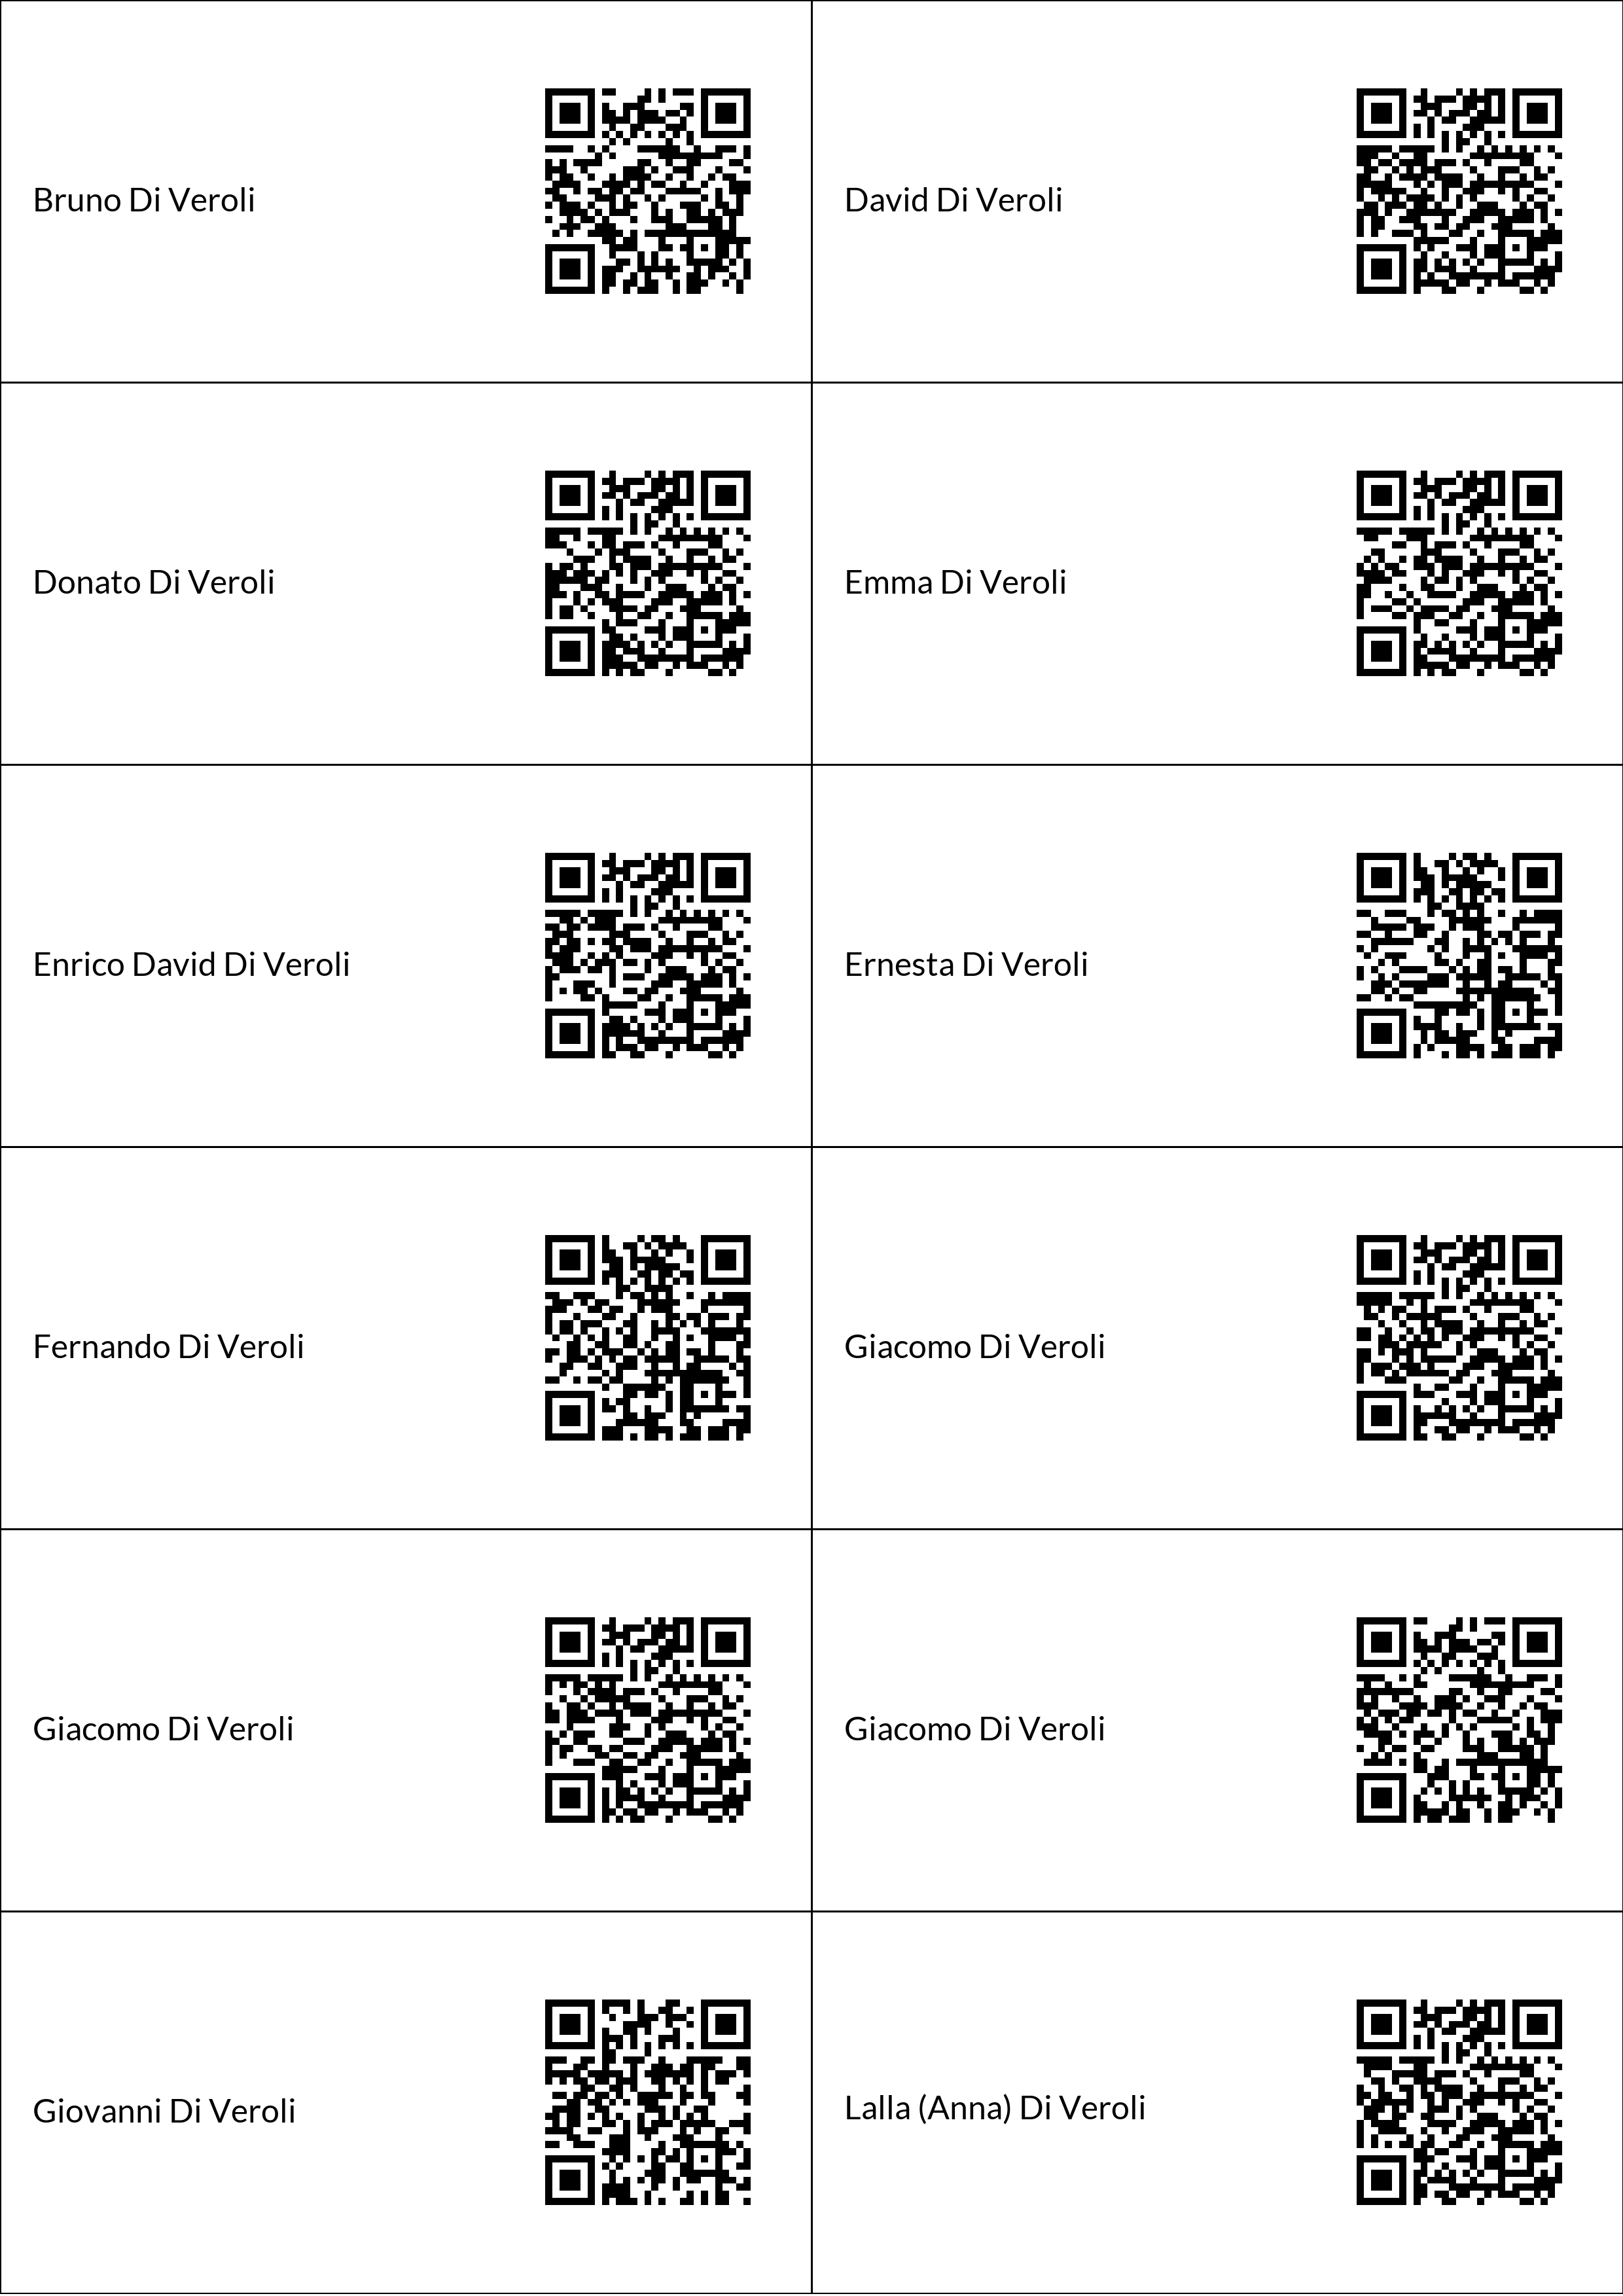 Bruno Di Veroli
David Di Veroli
Donato Di Veroli
Emma Di Veroli
Enrico David Di Veroli
Ernesta Di Veroli
Fernando Di Veroli
Giacomo Di Veroli
Giacomo Di Veroli
Giacomo Di Veroli
Giovanni Di Veroli
Lalla (Anna) Di Veroli